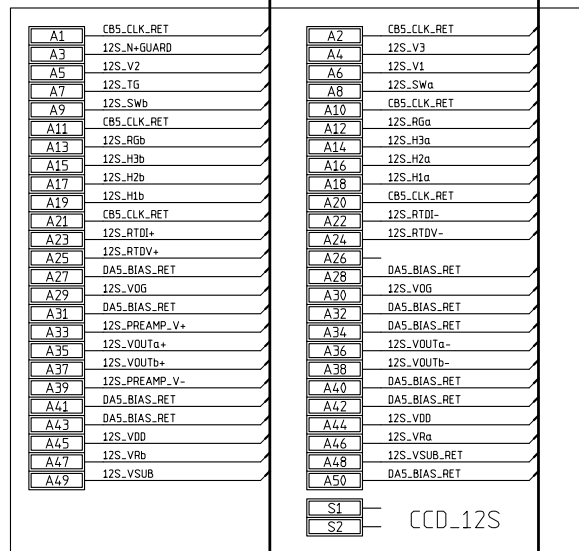 A1 CB5_CLK_RET
A3 12S_N+GUARD
A5 12S_V2
A7 12S_TG
A9 12S_SWb
A11 CB5_CLK_RET
A13 12S_RGb
A15 12S_H3b
A17 12S_H2b
A19 12S_H1b
A21 CB5_CLK_RET
A23 12S_RTDI+
A25 12S_RTDV+
A27 DA5_BIAS_RET
A29 12S_VOG
A31 DA5_BIAS_RET
A33 12S_PREAMP_V+
A35 12S_VOUTa+
A37 12S_VOUTb+
A39 12S_PREAMP_V-
A41 DA5_BIAS_RET
A43 DA5_BIAS_RET
A45 12S_VDD
A47 12S_VRb
A49 12S_VSUB
A2 CB5_CLK_RET
A4 12S_V3
A6 12S_V1
A8 12S_SWa
A10 CB5_CLK_RET
A12 12S_RGa
A14 12S_H3a
A16 12S_H2a
A18 12S_H1a
A20 CB5_CLK_RET
A22 12S_RTDI-
A24 12S_RTDV-
A26
A28 DA5_BIAS_RET
A30 12S_VOG
A32 DA5_BIAS_RET
A34 DA5_BIAS_RET
A36 12S_VOUTa-
A38 12S_VOUTb-
A40 DA5_BIAS_RET
A42 DA5_BIAS_RET
A44 12S_VDD
A46 12S_VRa
A48 12S_VSUB_RET
A50 DA5_BIAS_RET
S1
S2
CCD_12S